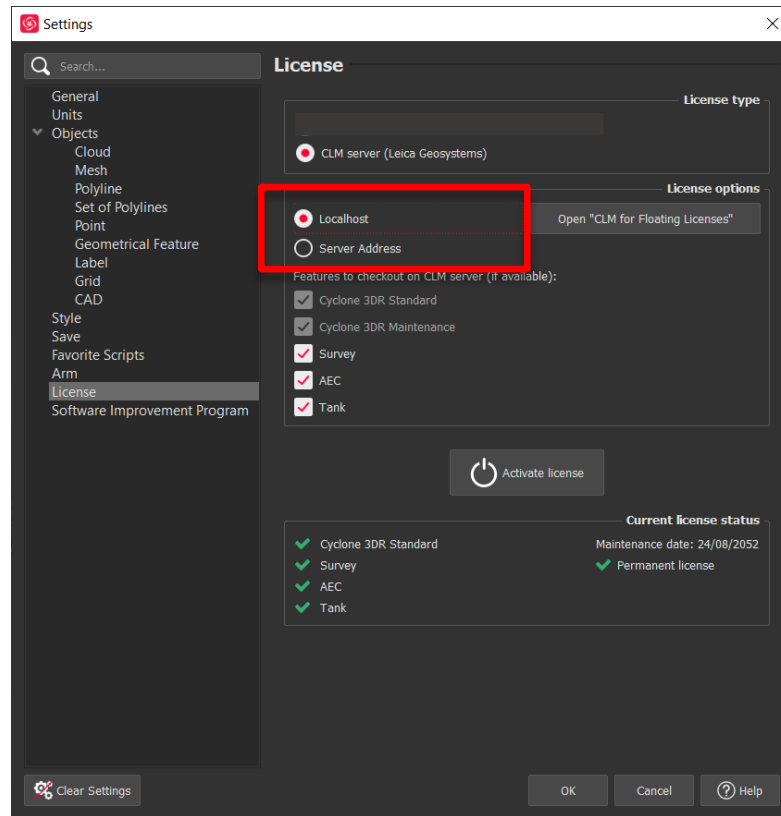 Settings
Search...
General
Units
Objects
Cloud
Mesh
Polyline
Set of Polylines
Point
Geometrical Feature
Label
Grid
CAD
Style
Save
Favorite Scripts
Arm
License
Software Improvement Program
Clear Settings
License
License type
CLM server (Leica Geosystems)
License options
Localhost
Open "CLM for Floating Licenses"
Server Address
Features to checkout on CLM server (if available):
Cyclone 3DR Standard
Cyclone 3DR Maintenance
Survey
AEC
Tank
Activate license
Current license status
Cyclone 3DR Standard
Maintenance date: 24/08/2052
Survey
Permanent license
AEC
Tank
OK
Cancel
Help